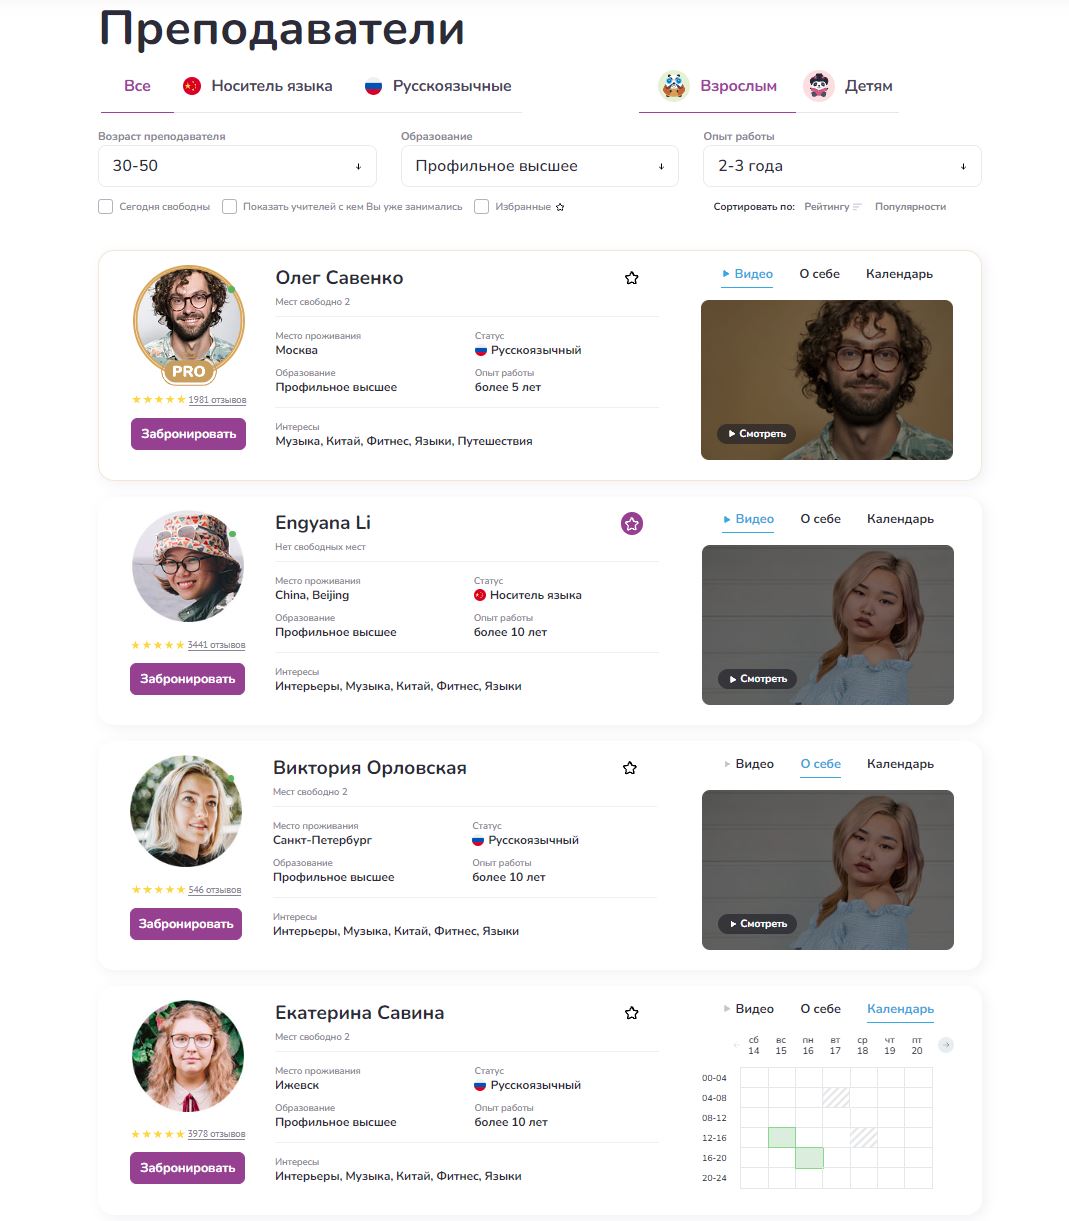 Преподаватели
Все Носитель языка Русскоязычные Взрослым Детям
Возраст преподавателя Образование Опыт работы
30-50 Профильное высшее 2-3 года
Сегодня свободны Показать учителей с кем Вы уже занимались Избранные Сортировать по: Рейтингу Популярности
Олег Савенко
Мест свободно 2
Место проживания Статус
Москва Русскоязычный
Образование Опыт работы
Профильное высшее более 5 лет
Интересы
Музыка, Китай, Фитнес, Языки, Путешествия
PRO
1981 отзывов
Забронировать
Видео О себе Календарь
Смотреть
Engyana Li
Нет свободных мест
Место проживания Статус
China, Beijing Носитель языка
Образование Опыт работы
Профильное высшее более 10 лет
Интересы
Интерьеры, Музыка, Китай, Фитнес, Языки
3441 отзывов
Забронировать
Видео О себе Календарь
Смотреть
Виктория Орловская
Мест свободно 2
Место проживания Статус
Санкт-Петербург Русскоязычный
Образование Опыт работы
Профильное высшее более 10 лет
Интересы
Интерьеры, Музыка, Китай, Фитнес, Языки
546 отзывов
Забронировать
Видео О себе Календарь
Смотреть
Екатерина Савина
Мест свободно 2
Место проживания Статус
Ижевск Русскоязычный
Образование Опыт работы
Профильное высшее более 10 лет
Интересы
Интерьеры, Музыка, Китай, Фитнес, Языки
3978 отзывов
Забронировать
Видео О себе Календарь
сб вс пн вт ср чт пт
14 15 16 17 18 19 20
00-04
04-08
08-12
12-16
16-20
20-24